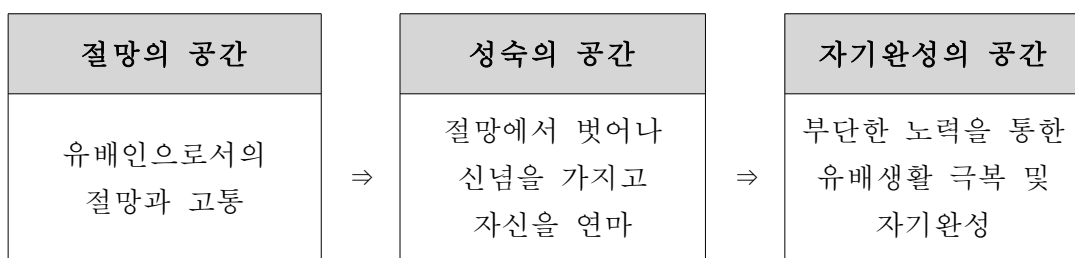 절망의 공간
유배인으로서의
절망과 고통
⇒
성숙의 공간
절망에서 벗어나
신념을 가지고
자신을 연마
⇒
자기완성의 공간
부단한 노력을 통한
유배생활 극복 및
자기완성